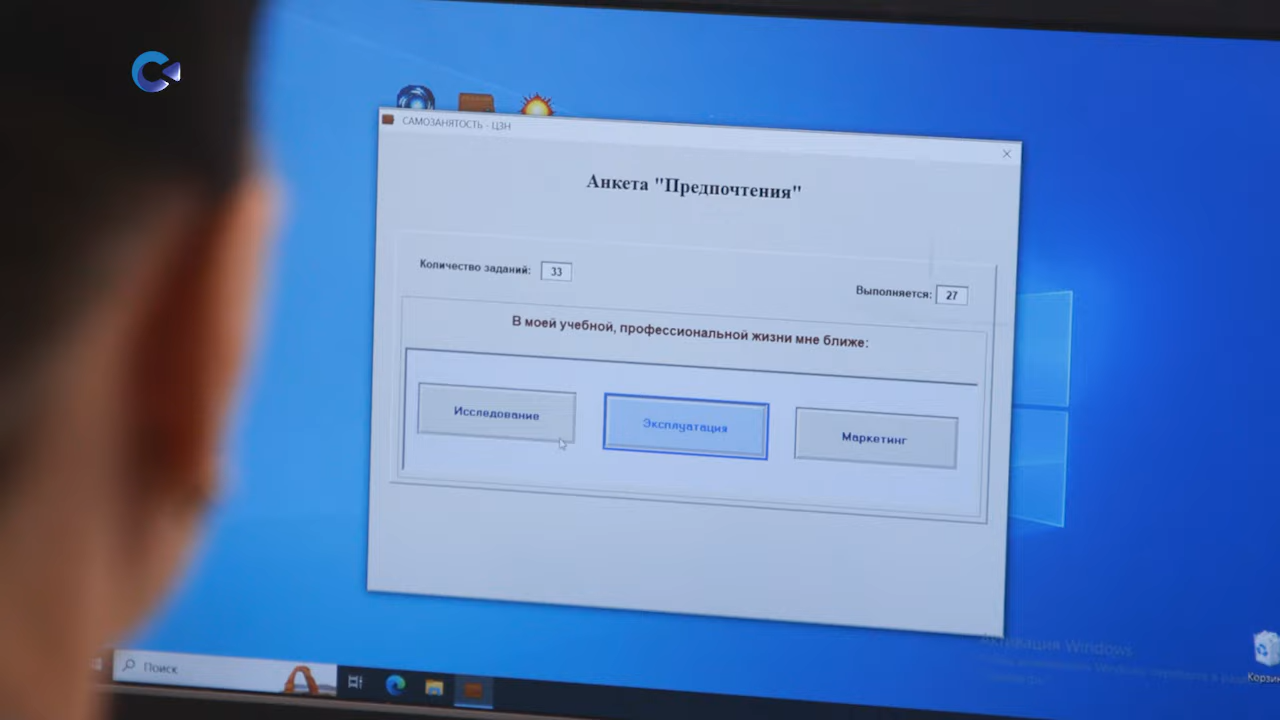 САМОЗАНЯТОСТЬ - ЦЗН
Анкета "Предпочтения"
Количество заданий: 33
Выполняется: 27
В моей учебной, профессиональной жизни мне ближе:
Исследование
Эксплуатация
Маркетинг
Активация Windows
Корзин
Поиск